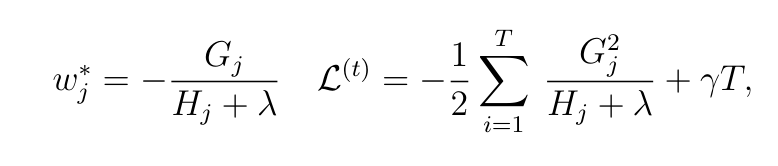 $w_j^* = -\frac{G_j}{H_j + \lambda} \quad \mathcal{L}^{(t)} = -\frac{1}{2} \sum_{i=1}^{T} \frac{G_j^2}{H_j + \lambda} + \gamma T,$